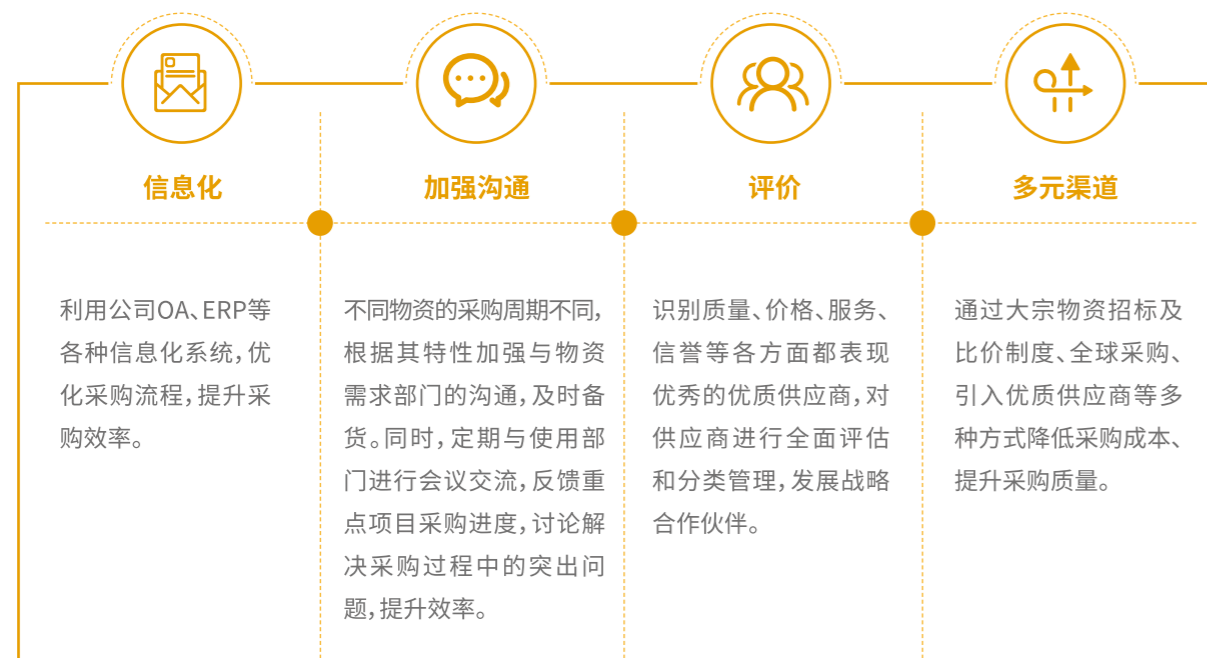 信息化
利用公司OA、ERP等
各种信息化系统，优
化采购流程，提升采
购效率。
加强沟通
不同物资的采购周期不同，
根据其特性加强与物资
需求部门的沟通，及时备
货。同时，定期与使用部
门进行会议交流，反馈重
点项目采购进度，讨论解
决采购过程中的突出问
题，提升效率。
评价
识别质量、价格、服务、
信誉等各方面都表现
优秀的优质供应商，对
供应商进行全面评估
和分类管理，发展战略
合作伙伴。
多元渠道
通过大宗物资招标及
比价制度、全球采购、
引入优质供应商等多
种方式降低采购成本、
提升采购质量。